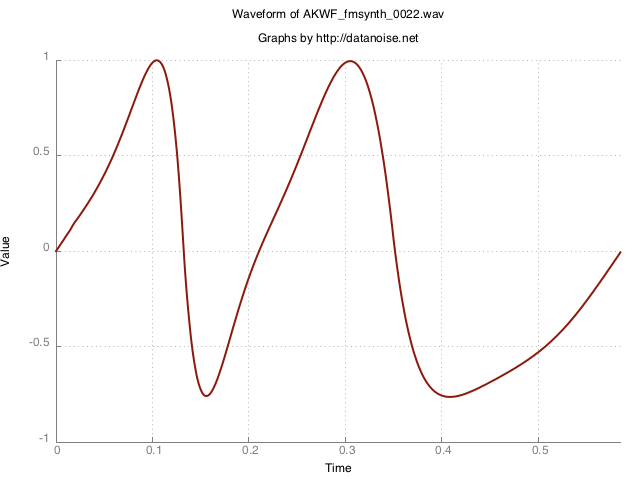 Waveform of AKWF_fmsynth_0022.wav
Graphs by http://datanoise.net
1
0.5
0
-0.5
-1
Value
0 0.1 0.2 0.3 0.4 0.5
Time